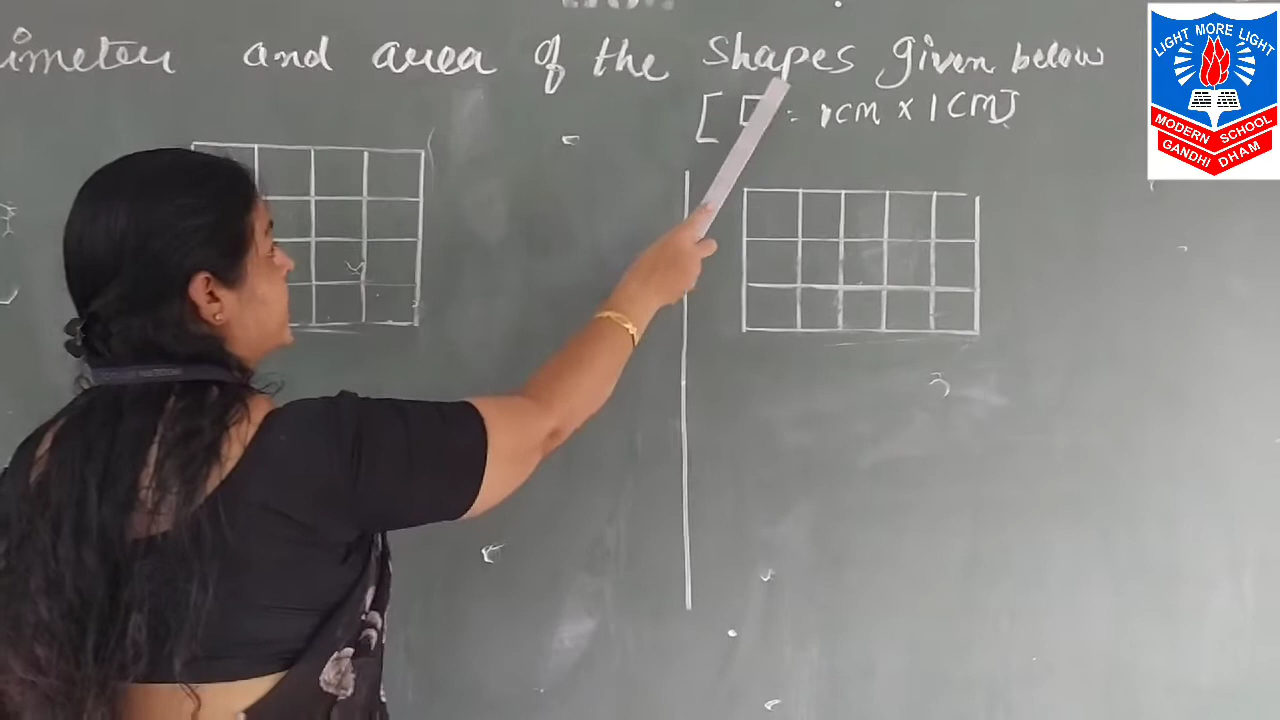 imeter and area of the shapes given below
[ □ = 1CM × 1CM]
LIGHT MORE LIGHT
MODERN SCHOOL
GANDHI DHAM